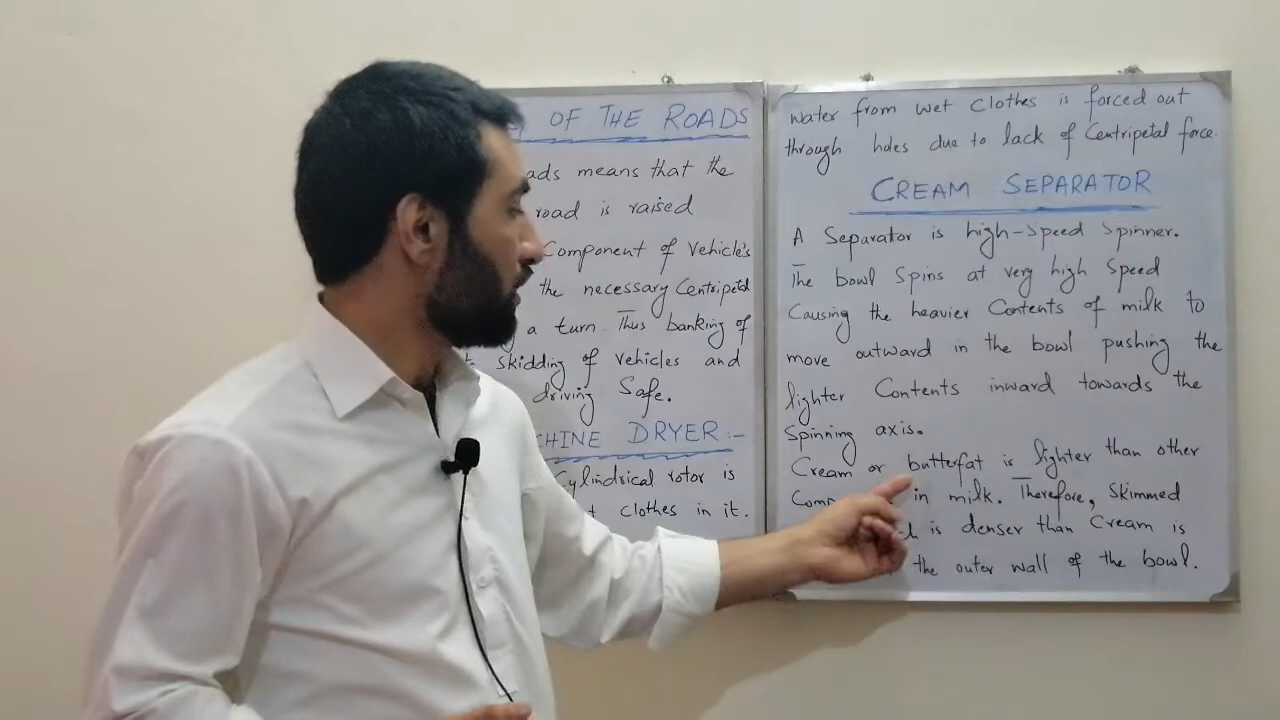 OF THE ROADS
ads means that the
road is raised
Component of vehicle's
the necessary Centripetal
a turn. Thus banking of
skidding of vehicles and
driving Safe.
CHINE DRYER:-
Cylindrical rotor is
t clothes in it.
water from wet clothes is forced out
through holes due to lack of Centripetal force.
CREAM SEPARATOR
A Separator is high-speed Spinner.
The bowl Spins at very high Speed
Causing the heavier Contents of milk to
move outward in the bowl pushing the
lighter Contents inward towards the
Spinning axis.
Cream or butterfat is lighter than other
Com in milk. Therefore, Skimmed
is denser than Cream is
the outer wall of the bowl.